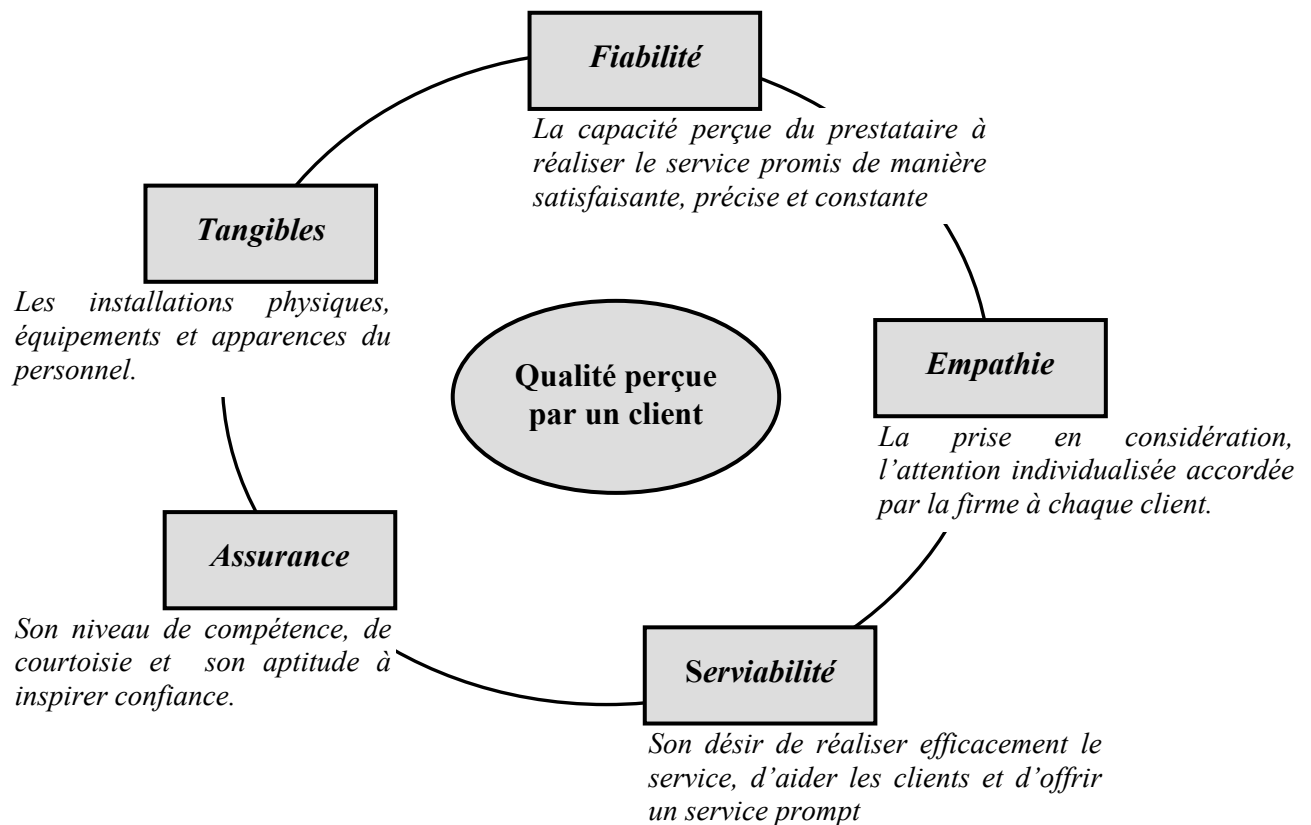 Fiabilité
La capacité perçue du prestataire à
réaliser le service promis de manière
satisfaisante, précise et constante
Tangibles
Les installations physiques,
équipements et apparences du
personnel.
Qualité perçue
par un client
Empathie
La prise en considération,
l’attention individualisée accordée
par la firme à chaque client.
Assurance
Son niveau de compétence, de
courtoisie et son aptitude à
inspirer confiance.
Serviabilité
Son désir de réaliser efficacement le
service, d’aider les clients et d’offrir
un service prompt